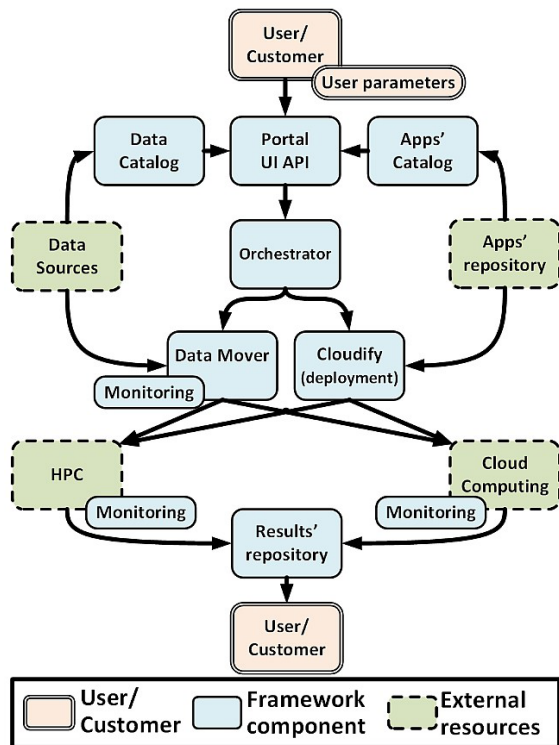 User/
Customer
User parameters
Data
Catalog
Portal
UI API
Apps'
Catalog
Data
Sources
Orchestrator
Apps'
repository
Data Mover
Monitoring
Cloudify
(deployment)
HPC
Monitoring
Cloud
Computing
Monitoring
Results'
repository
User/
Customer
User/
Customer
Framework
component
External
resources